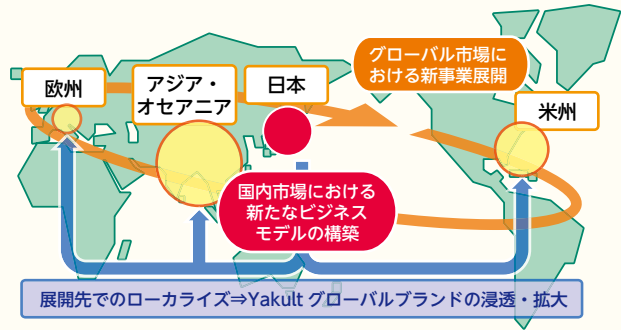 グローバル市場に
おける新事業展開
欧州
アジア・
オセアニア
日本
米州
国内市場における
新たなビジネス
モデルの構築
展開先でのローカライズ⇒Yakult グローバルブランドの浸透・拡大